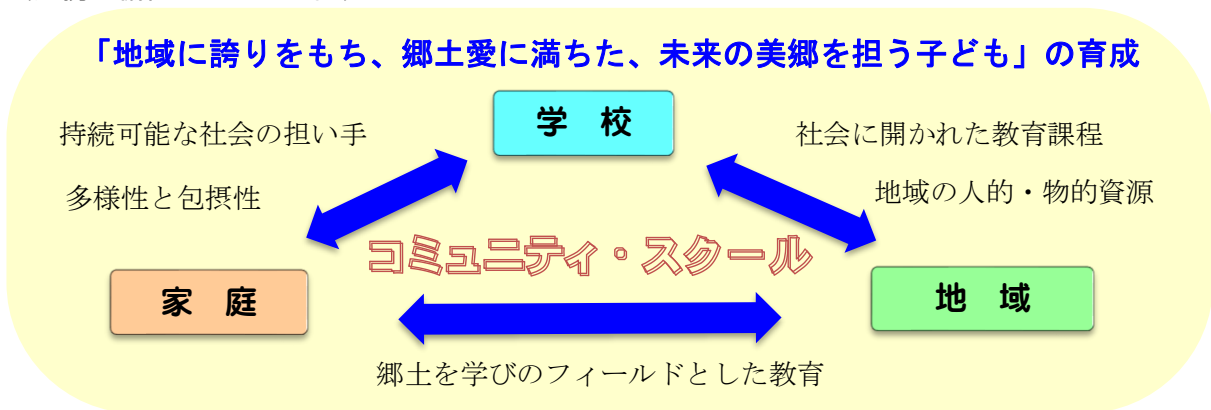 「地域に誇りをもち、郷土愛に満ちた、未来の美郷を担う子ども」の育成
学 校
持続可能な社会の担い手
社会に開かれた教育課程
多様性と包摂性
地域の人的・物的資源
コミュニティ・スクール
家 庭
地 域
郷土を学びのフィールドとした教育